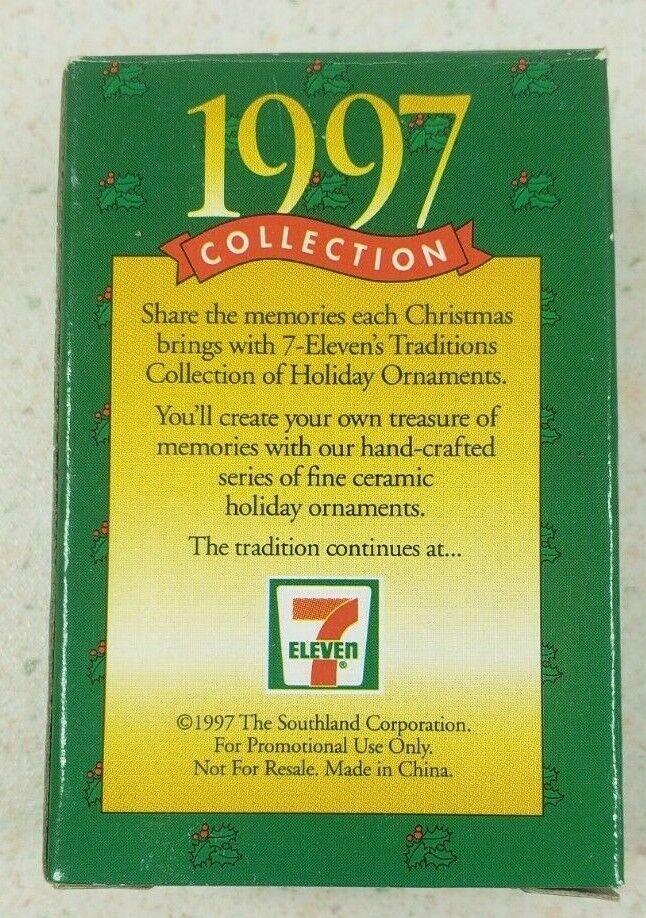 1997
COLLECTION
Share the memories each Christmas
brings with 7-Eleven's Traditions
Collection of Holiday Ornaments.
You'll create your own treasure of
memories with our hand-crafted
series of fine ceramic
holiday ornaments.
The tradition continues at...
7
ELEVEn
®
©1997 The Southland Corporation.
For Promotional Use Only.
Not For Resale. Made in China.